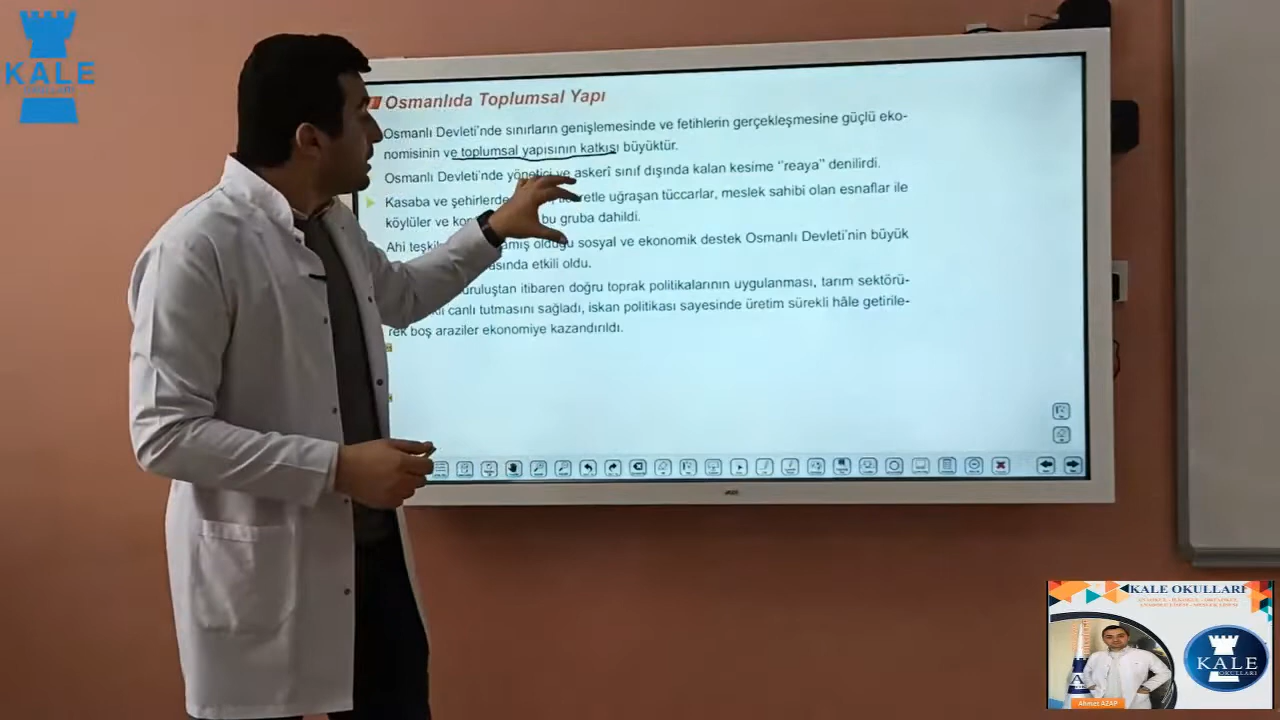 KALE
OKULLARI
Osmanlıda Toplumsal Yapı
Osmanlı Devleti'nde sınırların genişlemesinde ve fetihlerin gerçekleşmesine güçlü eko-
nomisinin ve toplumsal yapısının katkısı büyüktür.
Osmanlı Devleti'nde yönetici ve askerî sınıf dışında kalan kesime "reaya" denilirdi.
Kasaba ve şehirlerde ticaretle uğraşan tüccarlar, meslek sahibi olan esnaflar ile
köylüler ve bu gruba dahildi.
Ahi olduğu sosyal ve ekonomik destek Osmanlı Devleti'nin büyük
etkili oldu.
itibaren doğru toprak politikalarının uygulanması, tarım sektörü-
canlı tutmasını sağladı, iskan politikası sayesinde üretim sürekli hâle getirile-
rek boş araziler ekonomiye kazandırıldı.
KALE OKULLARI
KALE
OKULLARI
Ahmet AZAP